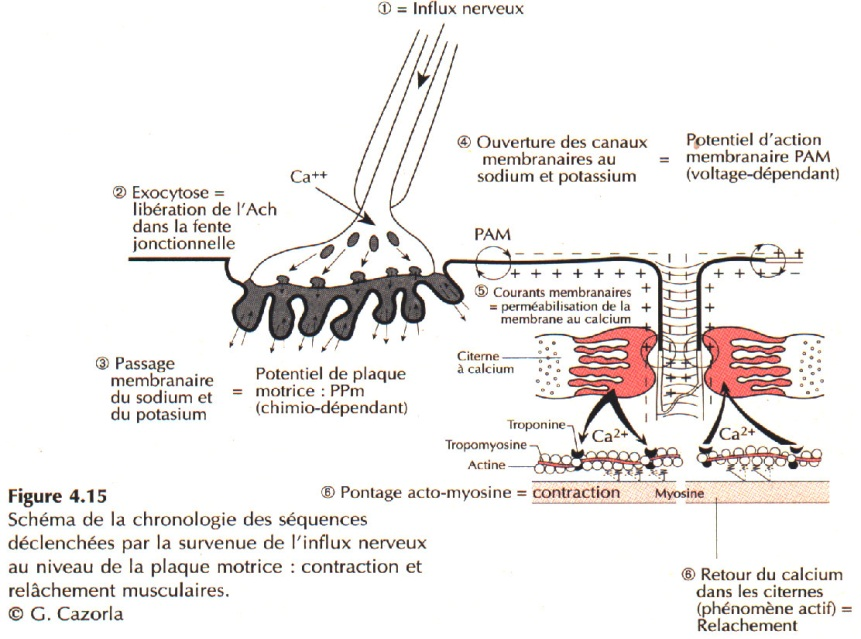 ① = Influx nerveux
④ Ouverture des canaux
membranaires au
sodium et potassium
=
Potentiel d'action
membranaire PAM
(voltage-dépendant)
Ca++
② Exocytose =
libération de l'Ach
dans la fente
jonctionnelle
PAM
⑤ Courants membranaires
= perméabilisation de la
membrane au calcium
③ Passage
membranaire
du sodium et
du potasium
=
Potentiel de plaque
motrice : PPm
(chimio-dépendant)
Citerne
à calcium
Troponine
Ca2+
Ca2+
Tropomyosine
Actine
⑥ Pontage acto-myosine = contraction
Myosine
Figure 4.15
Schéma de la chronologie des séquences
déclenchées par la survenue de l'influx nerveux
au niveau de la plaque motrice : contraction et
relâchement musculaires.
© G. Cazorla
⑥ Retour du calcium
dans les citernes
(phénomène actif) =
Relachement